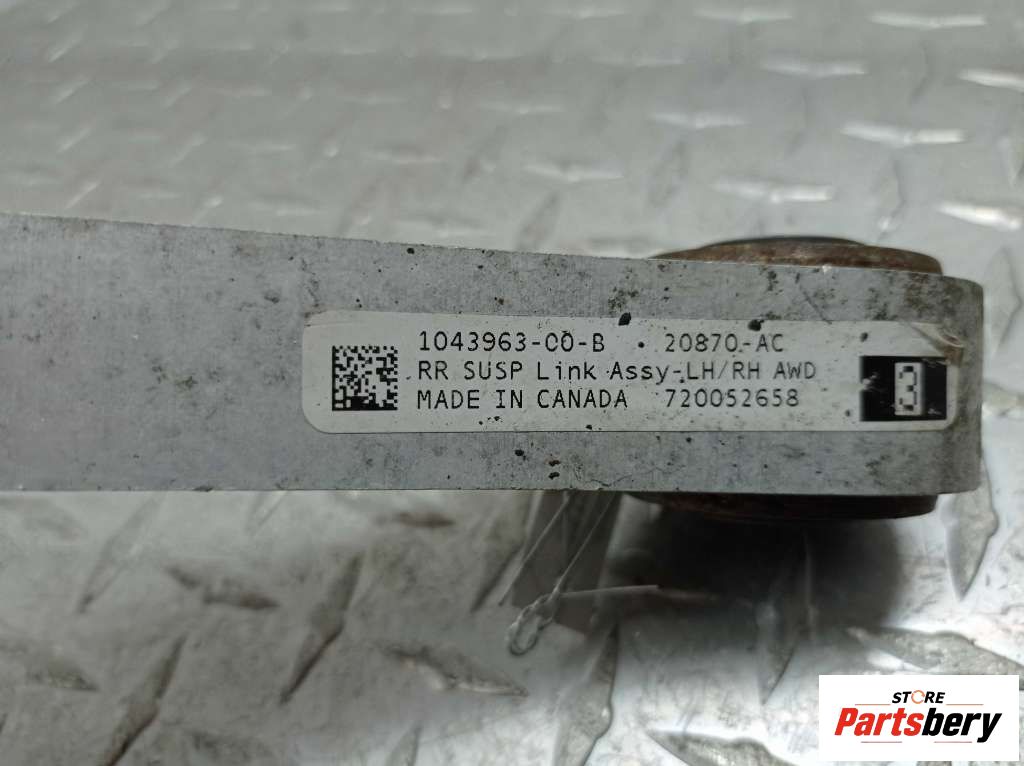 1043963-00-B • 20870-AC
RR SUSP Link Assy-LH/RH AWD
MADE IN CANADA 720052658
3
STORE
Partsbery